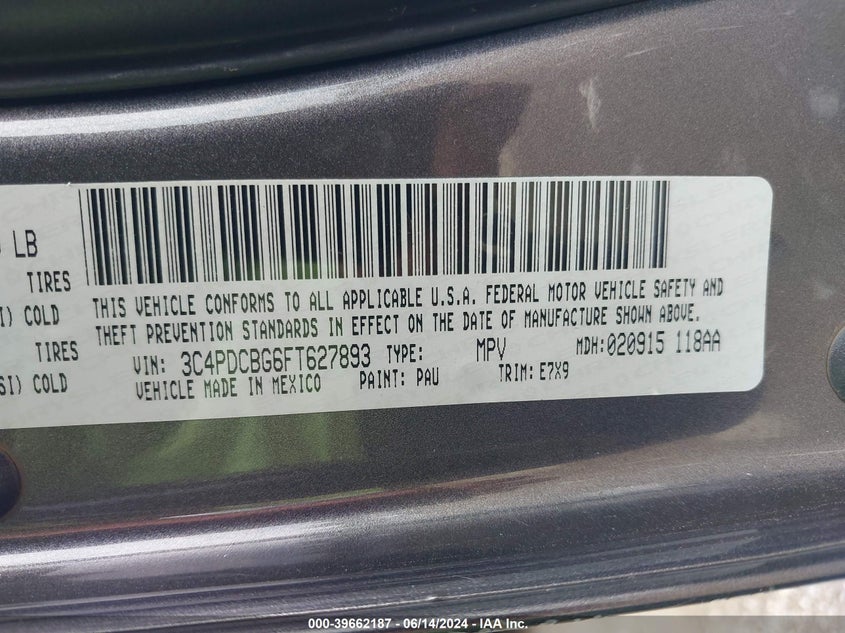 LB
TIRES
SI) COLD
TIRES
SI) COLD
THIS VEHICLE CONFORMS TO ALL APPLICABLE U.S.A. FEDERAL MOTOR VEHICLE SAFETY AND
THEFT PREVENTION STANDARDS IN EFFECT ON THE DATE OF MANUFACTURE SHOWN ABOVE.
VIN: 3C4PDCBG6FT627893 TYPE: MPV MDH:020915 118AA
VEHICLE MADE IN MEXICO PAINT: PAU TRIM: E7X9
000-39662187 - 06/14/2024 - IAA Inc.